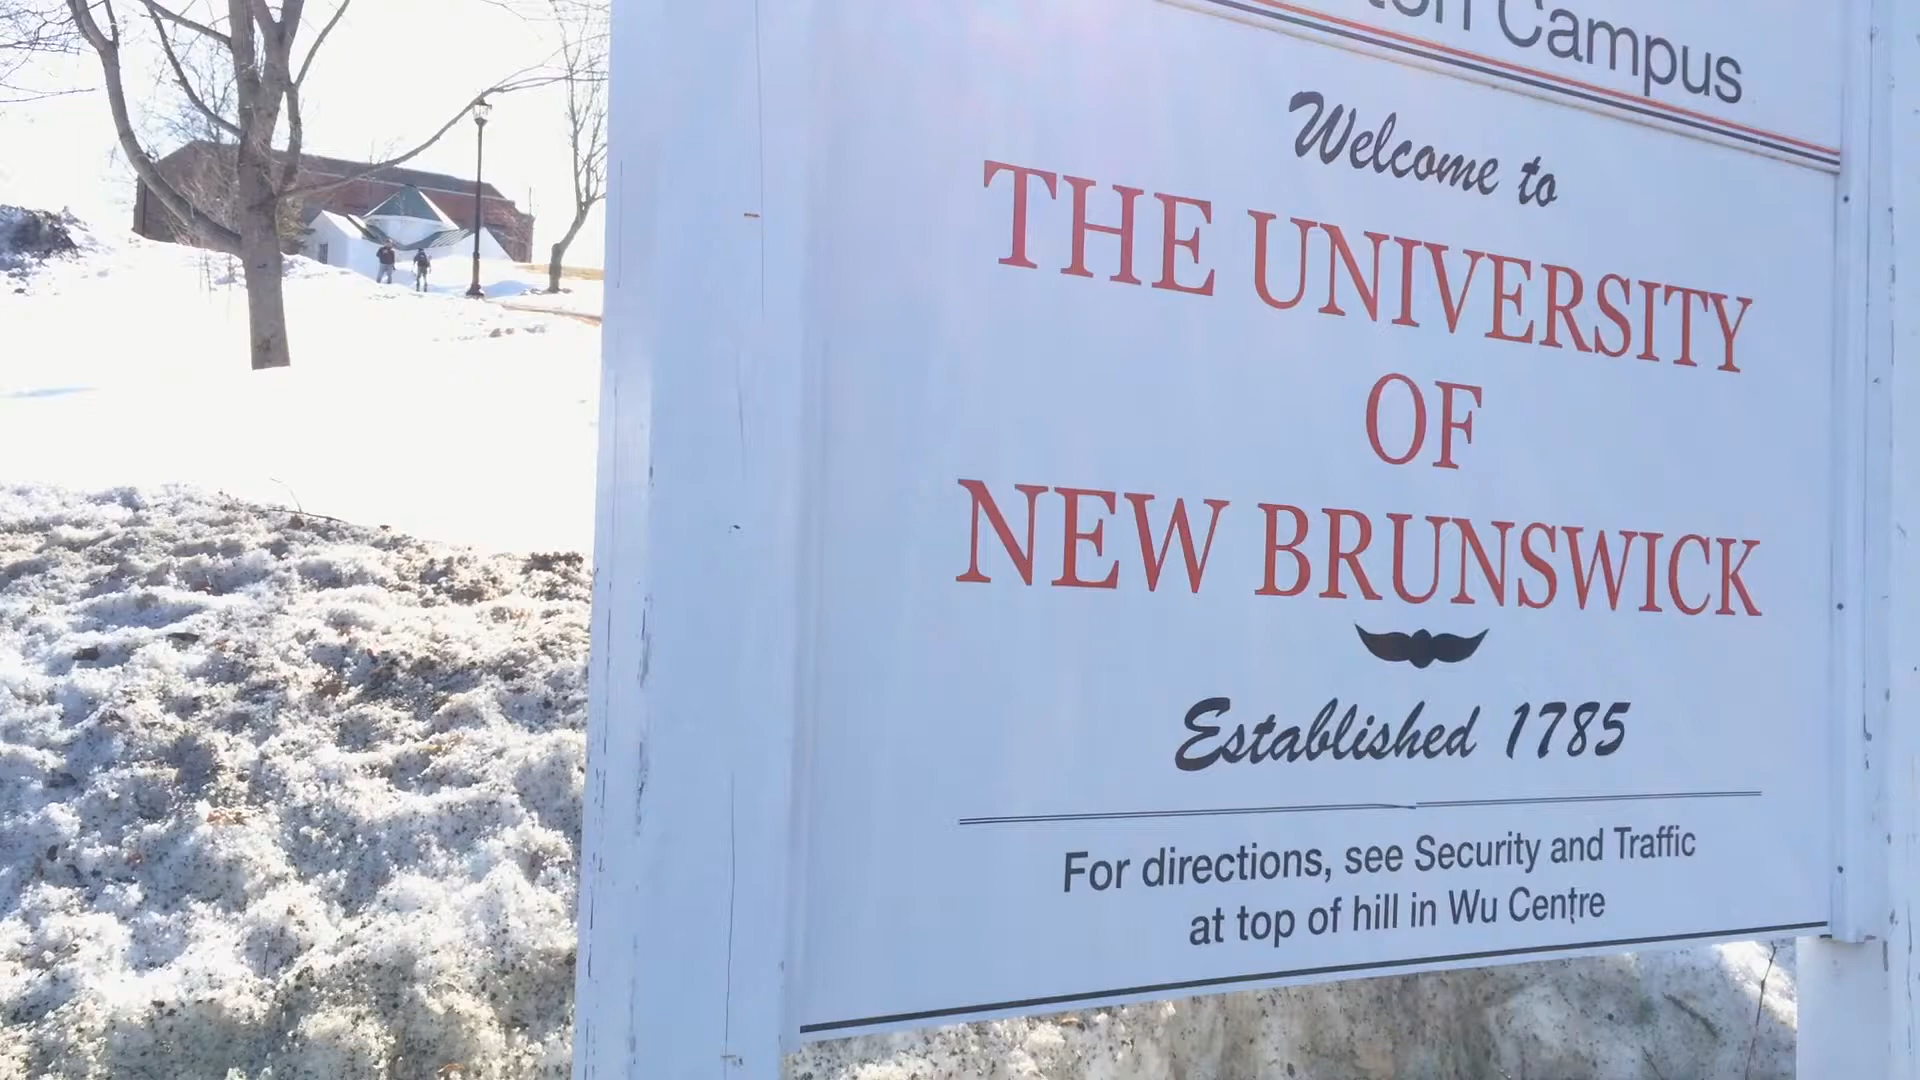 Campus
Welcome to
THE UNIVERSITY
OF
NEW BRUNSWICK
Established 1785
For directions, see Security and Traffic
at top of hill in Wu Centre